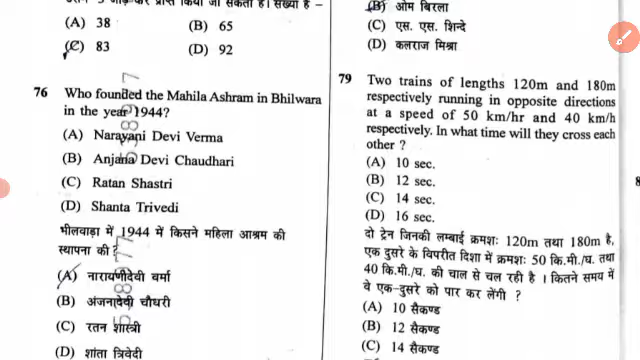 (A) 38
(B) 65
(C) 83
(D) 92
76 Who founded the Mahila Ashram in Bhilwara
in the year 1944?
(A) Narayani Devi Verma
(B) Anjana Devi Chaudhari
(C) Ratan Shastri
(D) Shanta Trivedi
भीलवाड़ा में 1944 में किसने महिला आश्रम की
स्थापना की?
(A) नारायणीदेवी वर्मा
(B) अंजनादेवी चौधरी
(C) रतन शास्त्री
(D) शांता त्रिवेदी
(B) ओम बिरला
(C) एस. एस. शिन्दे
(D) कलराज मिश्रा
79 Two trains of lengths 120m and 180m
respectively running in opposite directions
at a speed of 50 km/hr and 40 km/h
respectively. In what time will they cross each
other ?
(A) 10 sec.
(B) 12 sec.
(C) 14 sec.
(D) 16 sec.
दो ट्रेन जिनकी लम्बाई क्रमशः 120m तथा 180m है,
एक दुसरे के विपरीत दिशा में क्रमशः 50 कि.मी./घ. तथा
40 कि.मी./घ. की चाल से चल रही है । कितने समय में
वे एक-दुसरे को पार कर लेंगी ?
(A) 10 सैकण्ड
(B) 12 सैकण्ड
(C) 14 सैकण्ड